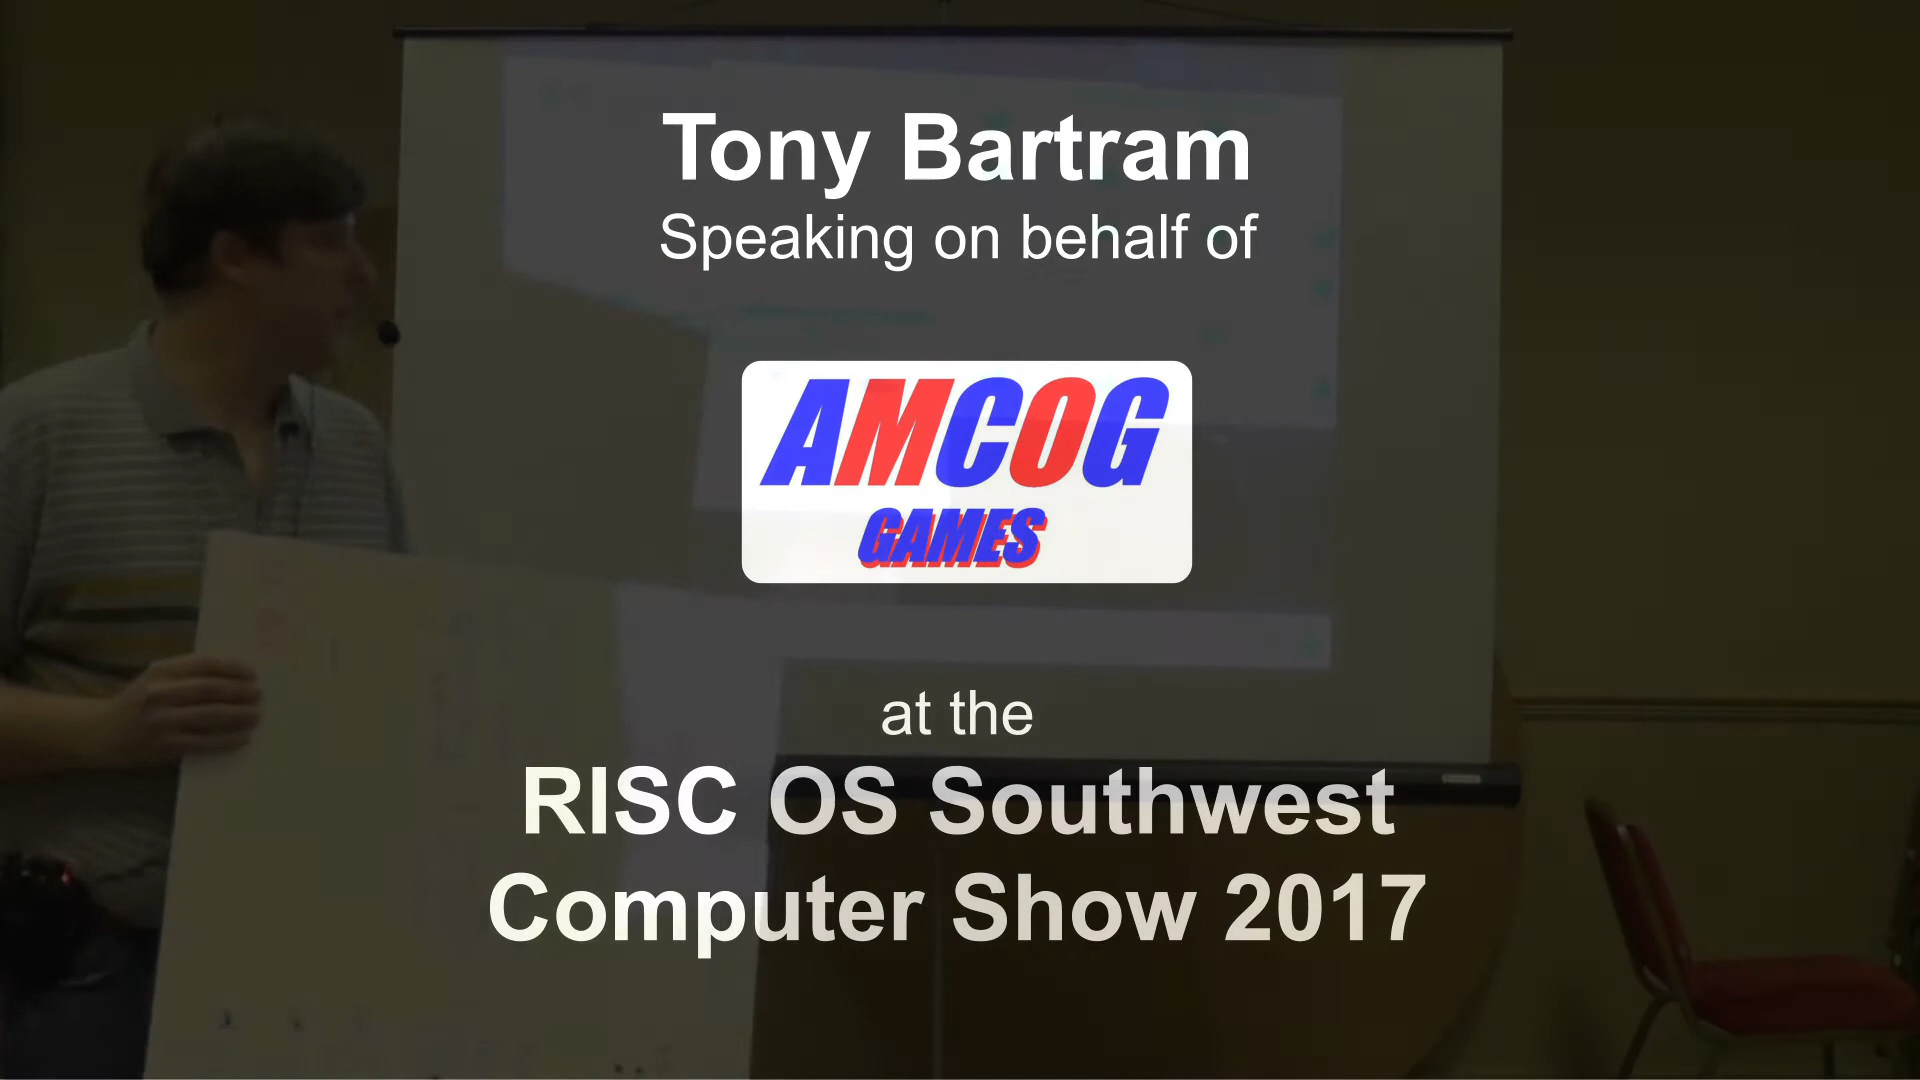 Tony Bartram
Speaking on behalf of
AMCOG
GAMES
at the
RISC OS Southwest
Computer Show 2017